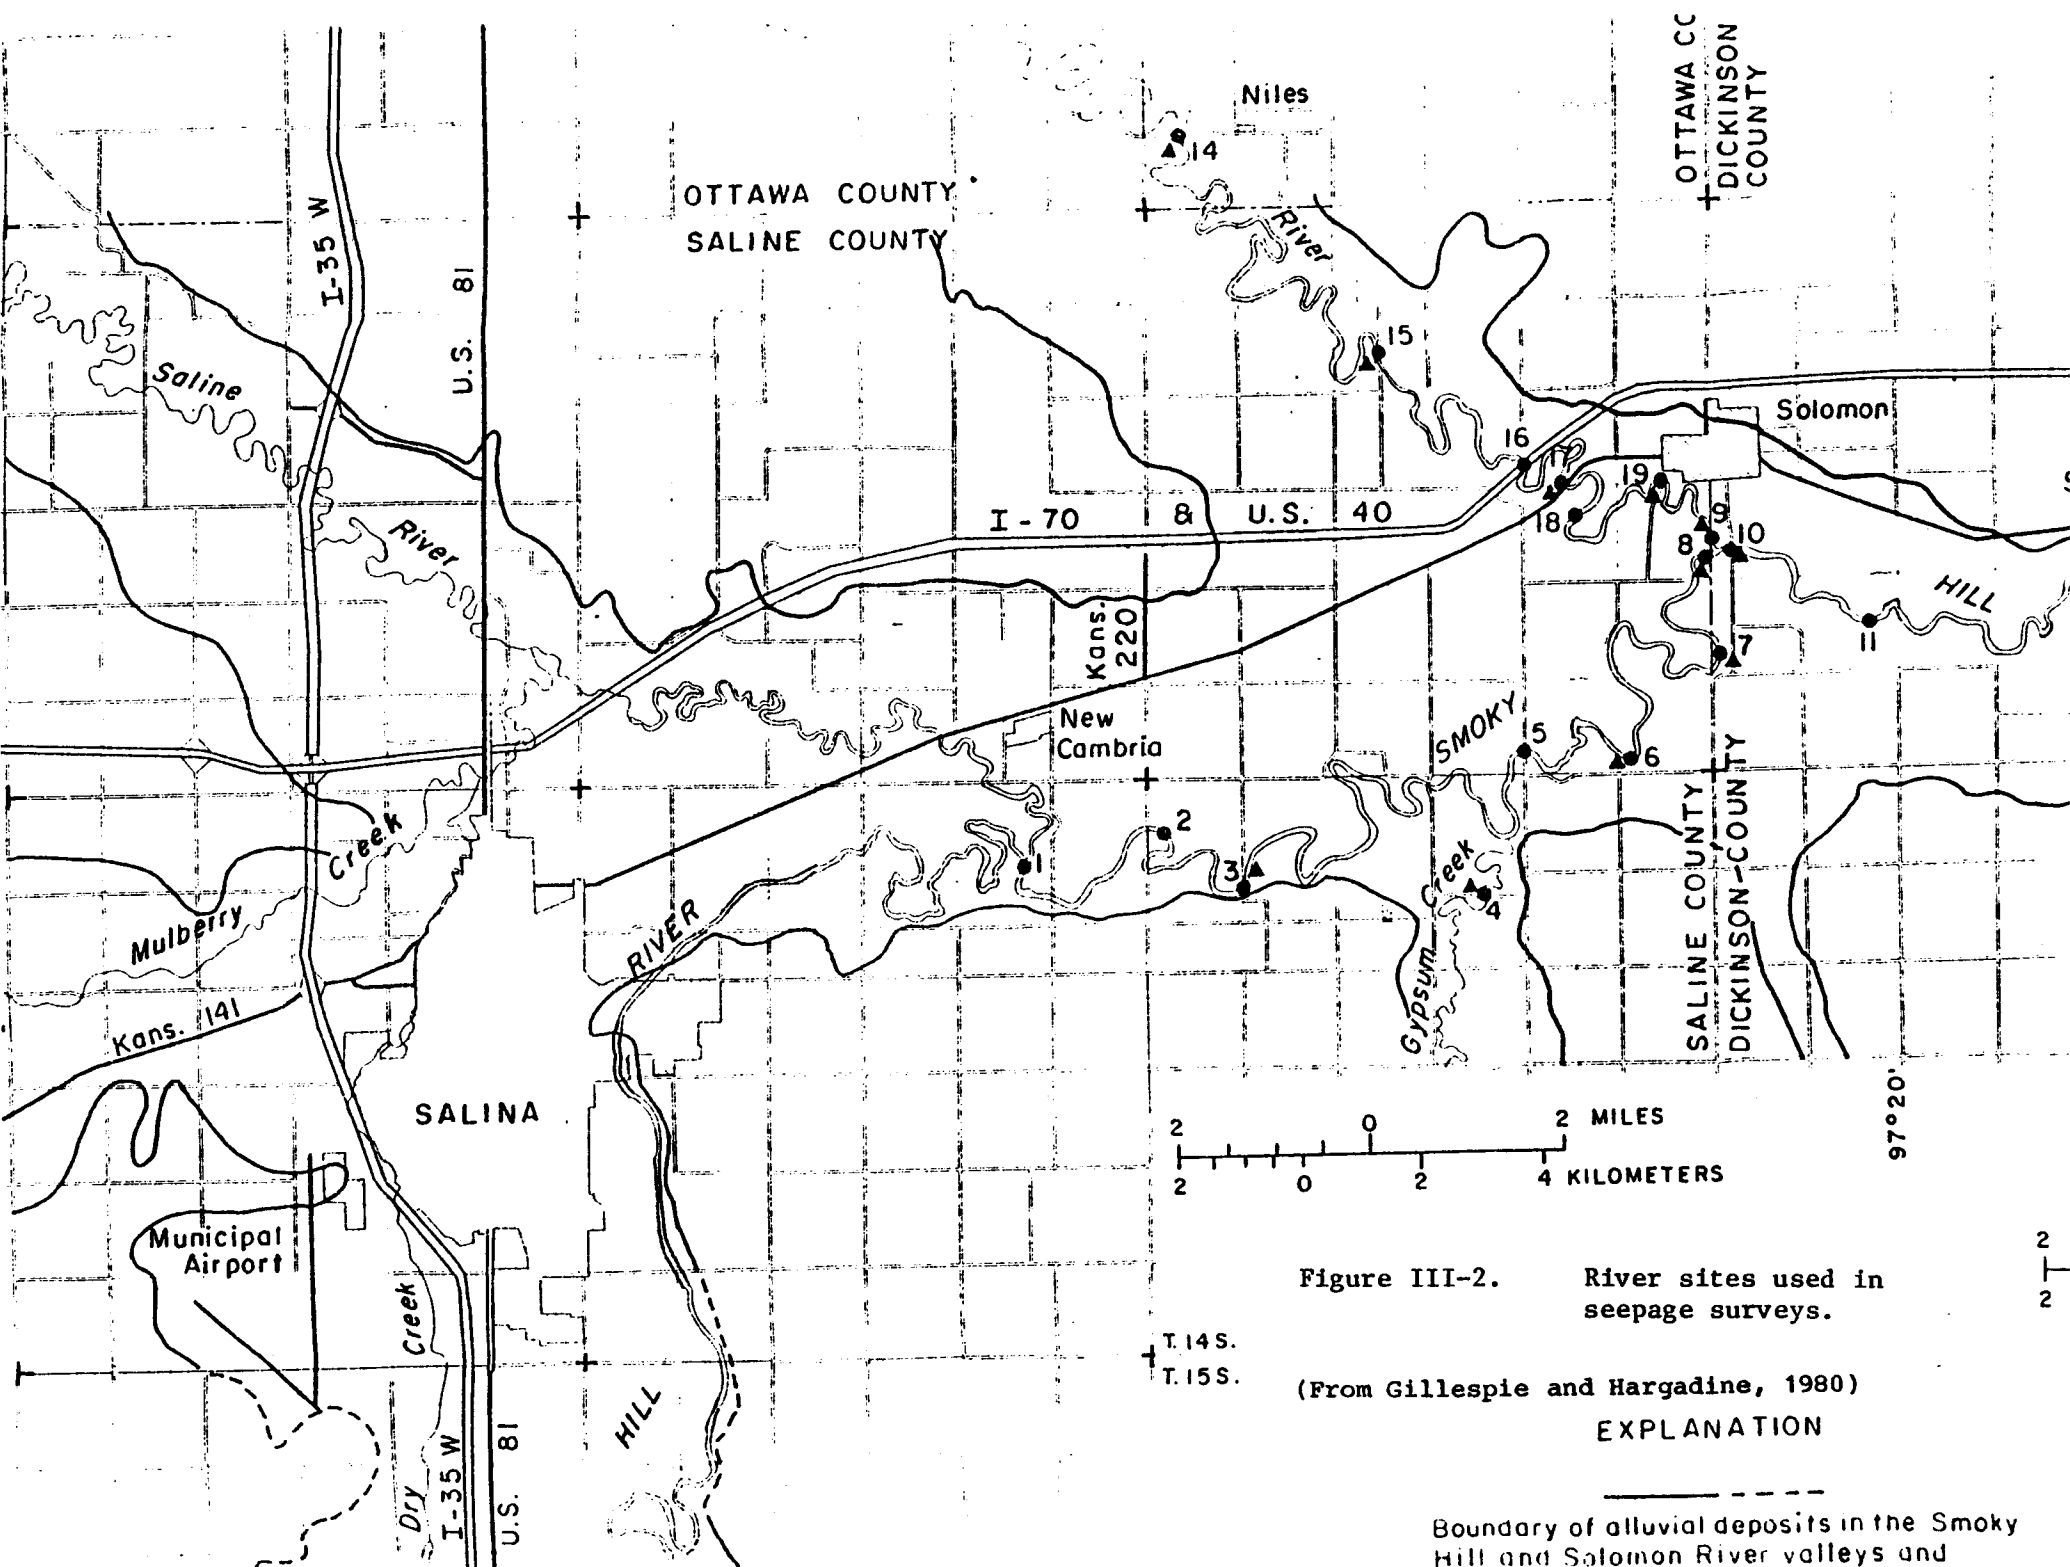 OTTAWA CO
DICKINSON
COUNTY
Niles
14
OTTAWA COUNTY
SALINE COUNTY
I-35 W
U.S. 81
River
15
Saline
River
Solomon
16
17
19
18
I-70 & U.S. 40
9
8
10
HILL
11
7
Kans.
220
New
Cambria
SMOKY
5
6
SALINE COUNTY
DICKINSON-COUNTY
1
2
3
4
Creek
Gypsum
Creek
Mulberry
RIVER
Kans. 141
SALINA
97°20'
2 0 2 MILES
2 0 2 4 KILOMETERS
Municipal
Airport
Creek
Dry
I-35 W
U.S. 81
HILL
T. 14 S.
T. 15 S.
2
2
Figure III-2. River sites used in
seepage surveys.
(From Gillespie and Hargadine, 1980)
EXPLANATION
Boundary of alluvial deposits in the Smoky
Hill and Solomon River valleys and